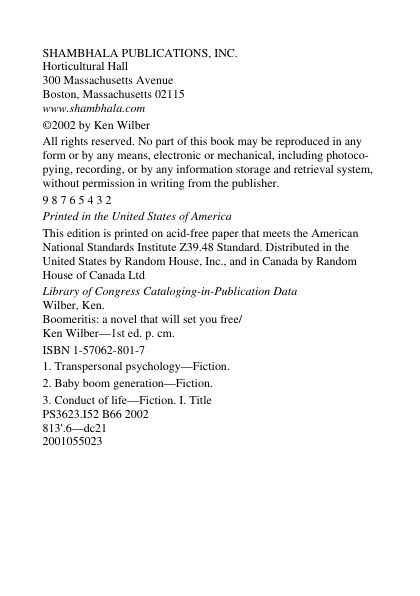 SHAMBHALA PUBLICATIONS, INC.
Horticultural Hall
300 Massachusetts Avenue
Boston, Massachusetts 02115
www.shambhala.com
©2002 by Ken Wilber
All rights reserved. No part of this book may be reproduced in any
form or by any means, electronic or mechanical, including photoco-
pying, recording, or by any information storage and retrieval system,
without permission in writing from the publisher.
9 8 7 6 5 4 3 2
Printed in the United States of America
This edition is printed on acid-free paper that meets the American
National Standards Institute Z39.48 Standard. Distributed in the
United States by Random House, Inc., and in Canada by Random
House of Canada Ltd
Library of Congress Cataloging-in-Publication Data
Wilber, Ken.
Boomeritis: a novel that will set you free/
Ken Wilber—1st ed. p. cm.
ISBN 1-57062-801-7
1. Transpersonal psychology—Fiction.
2. Baby boom generation—Fiction.
3. Conduct of life—Fiction. I. Title
PS3623.I52 B66 2002
813'.6—dc21
2001055023